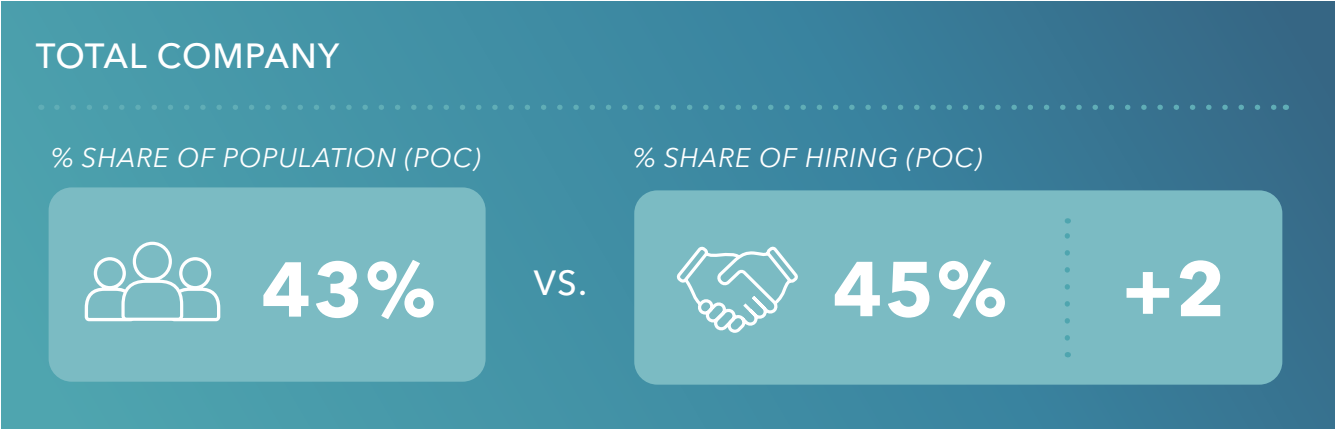 TOTAL COMPANY
% SHARE OF POPULATION (POC)
43%
VS.
% SHARE OF HIRING (POC)
45%
+2